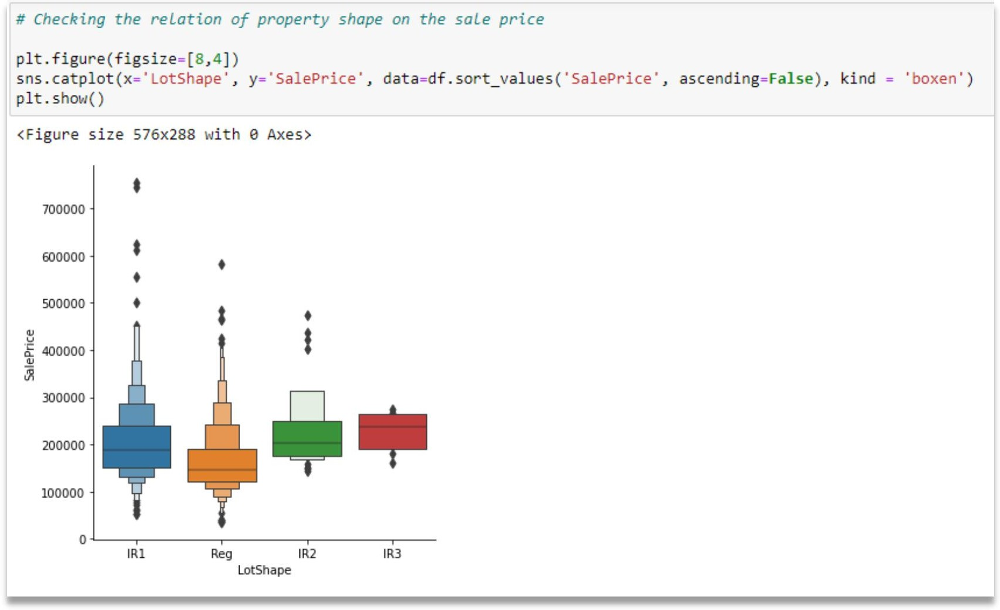 # Checking the relation of property shape on the sale price
plt.figure(figsize=[8,4])
sns.catplot(x='LotShape', y='SalePrice', data=df.sort_values('SalePrice', ascending=False), kind = 'boxen')
plt.show()
<Figure size 576x288 with 0 Axes>
700000
600000
500000
400000
300000
200000
100000
0
SalePrice
IR1 Reg IR2 IR3
LotShape